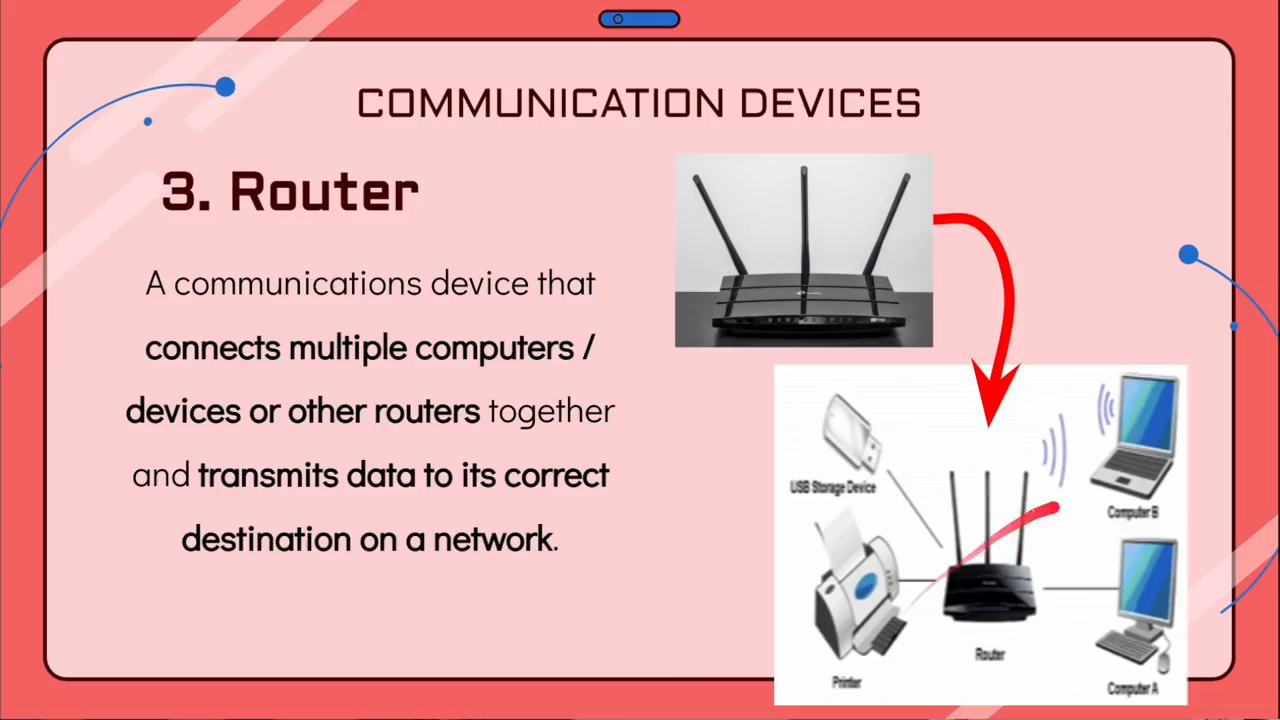 COMMUNICATION DEVICES
3. Router
A communications device that
connects multiple computers /
devices or other routers together
and transmits data to its correct
destination on a network.
USB Storage Device
Computer B
Router
Printer
Computer A